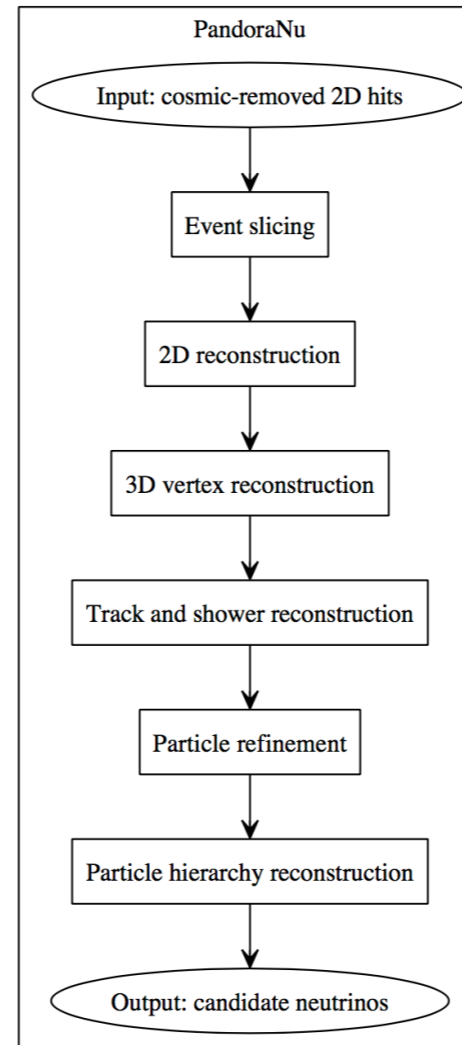 PandoraNu
Input: cosmic-removed 2D hits
Event slicing
2D reconstruction
3D vertex reconstruction
Track and shower reconstruction
Particle refinement
Particle hierarchy reconstruction
Output: candidate neutrinos